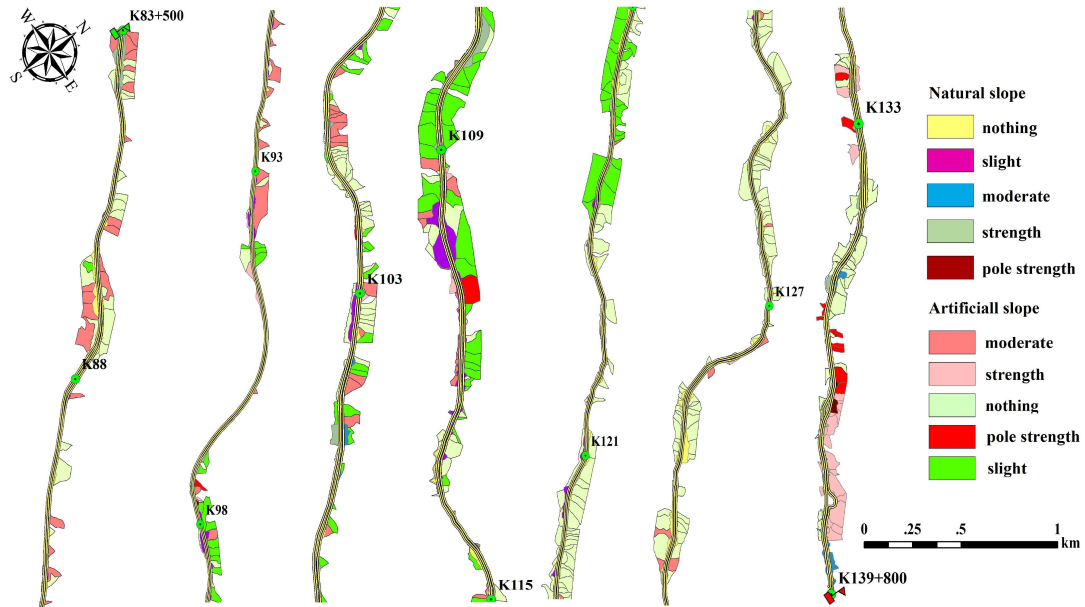 K83+500
W
N
S
E
K88
K93
K98
K103
K109
K115
K121
K127
K133
K139+800
Natural slope
nothing
slight
moderate
strength
pole strength
Artificiall slope
moderate
strength
nothing
pole strength
slight
0 .25 .5 1
km